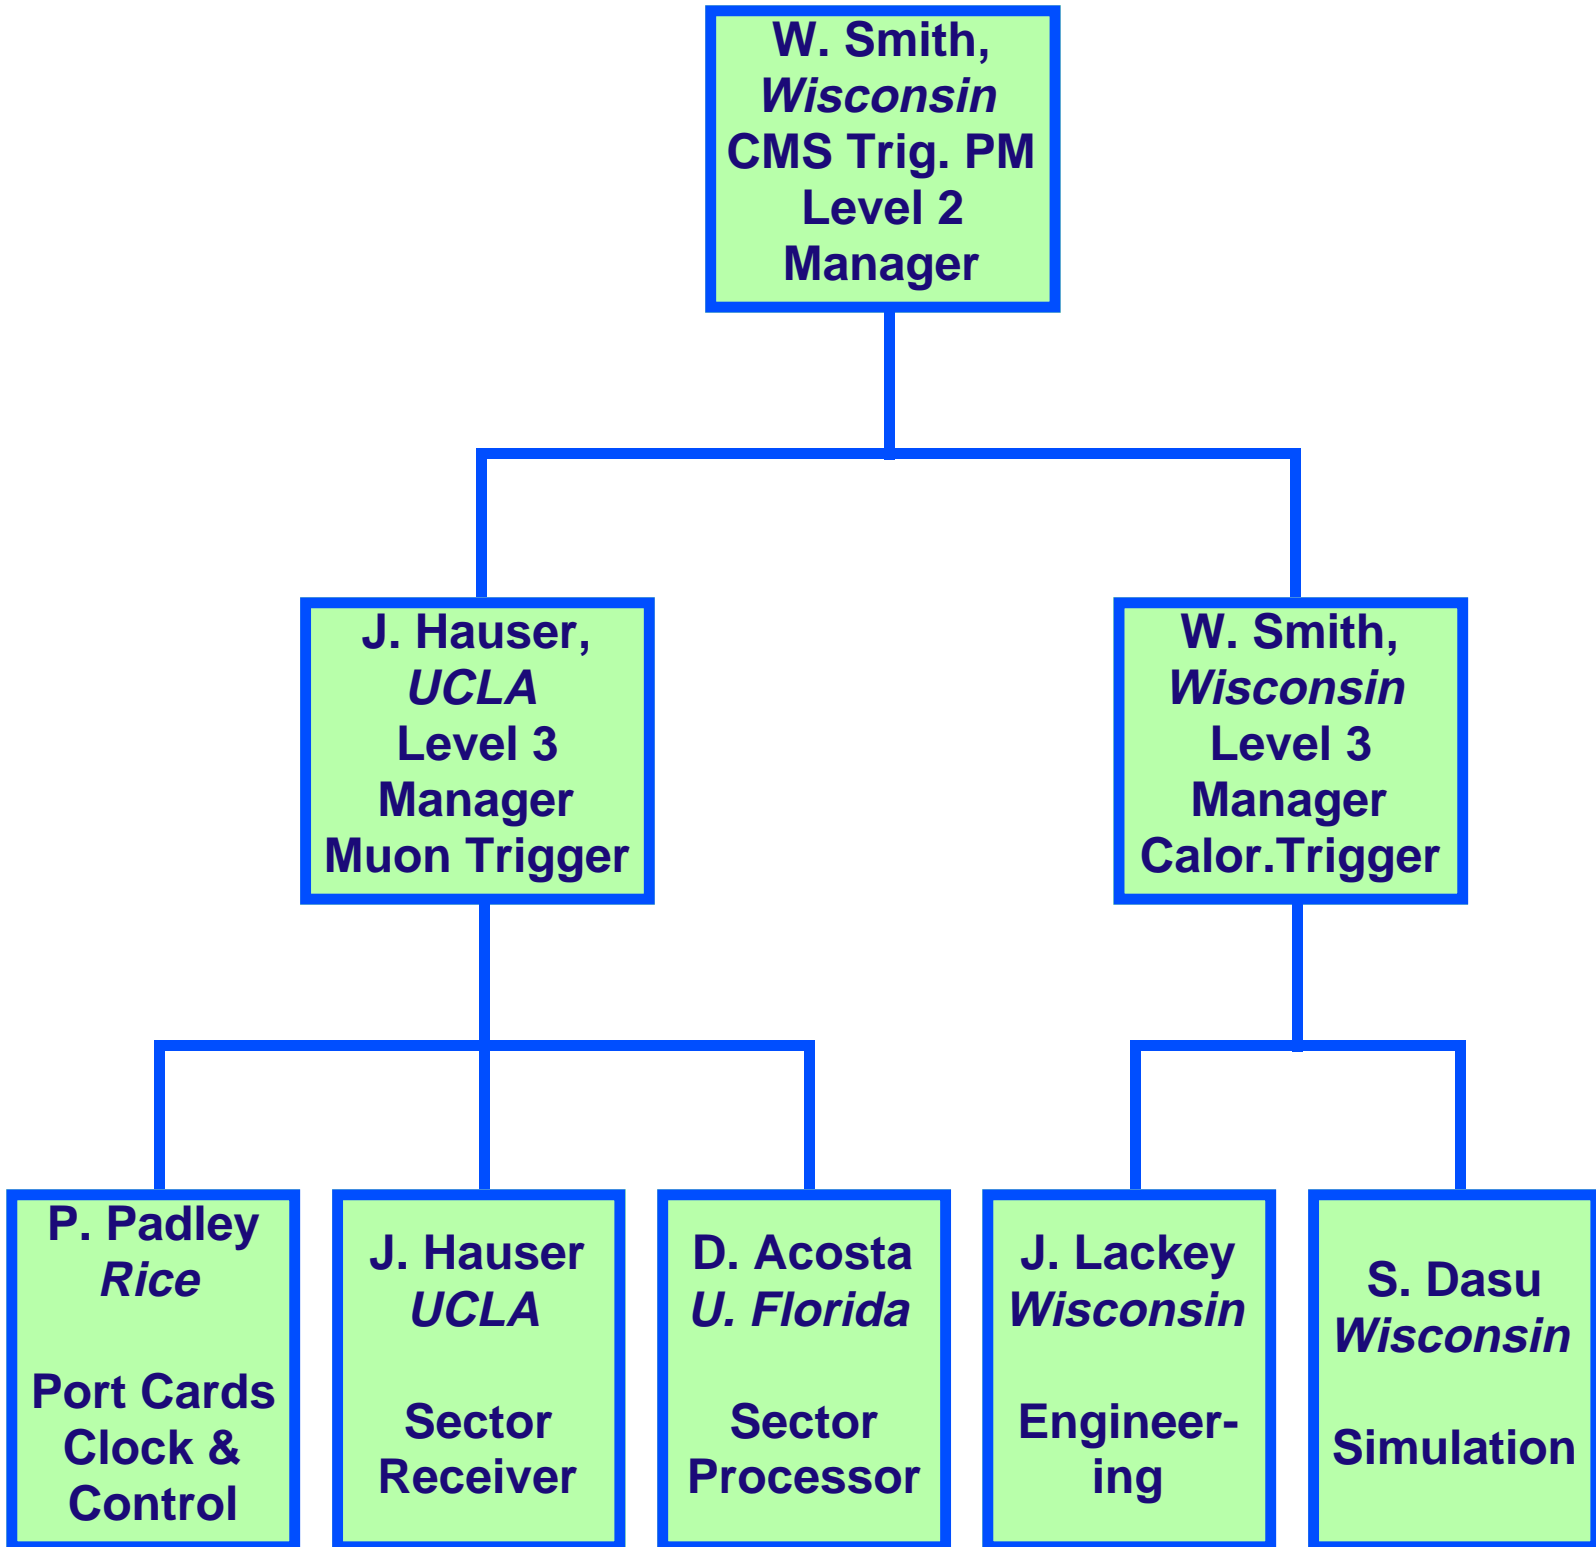 W. Smith,
Wisconsin
CMS Trig. PM
Level 2
Manager
J. Hauser,
UCLA
Level 3
Manager
Muon Trigger
W. Smith,
Wisconsin
Level 3
Manager
Calor.Trigger
P. Padley
Rice
Port Cards
Clock &
Control
J. Hauser
UCLA
Sector
Receiver
D. Acosta
U. Florida
Sector
Processor
J. Lackey
Wisconsin
Engineer-
ing
S. Dasu
Wisconsin
Simulation